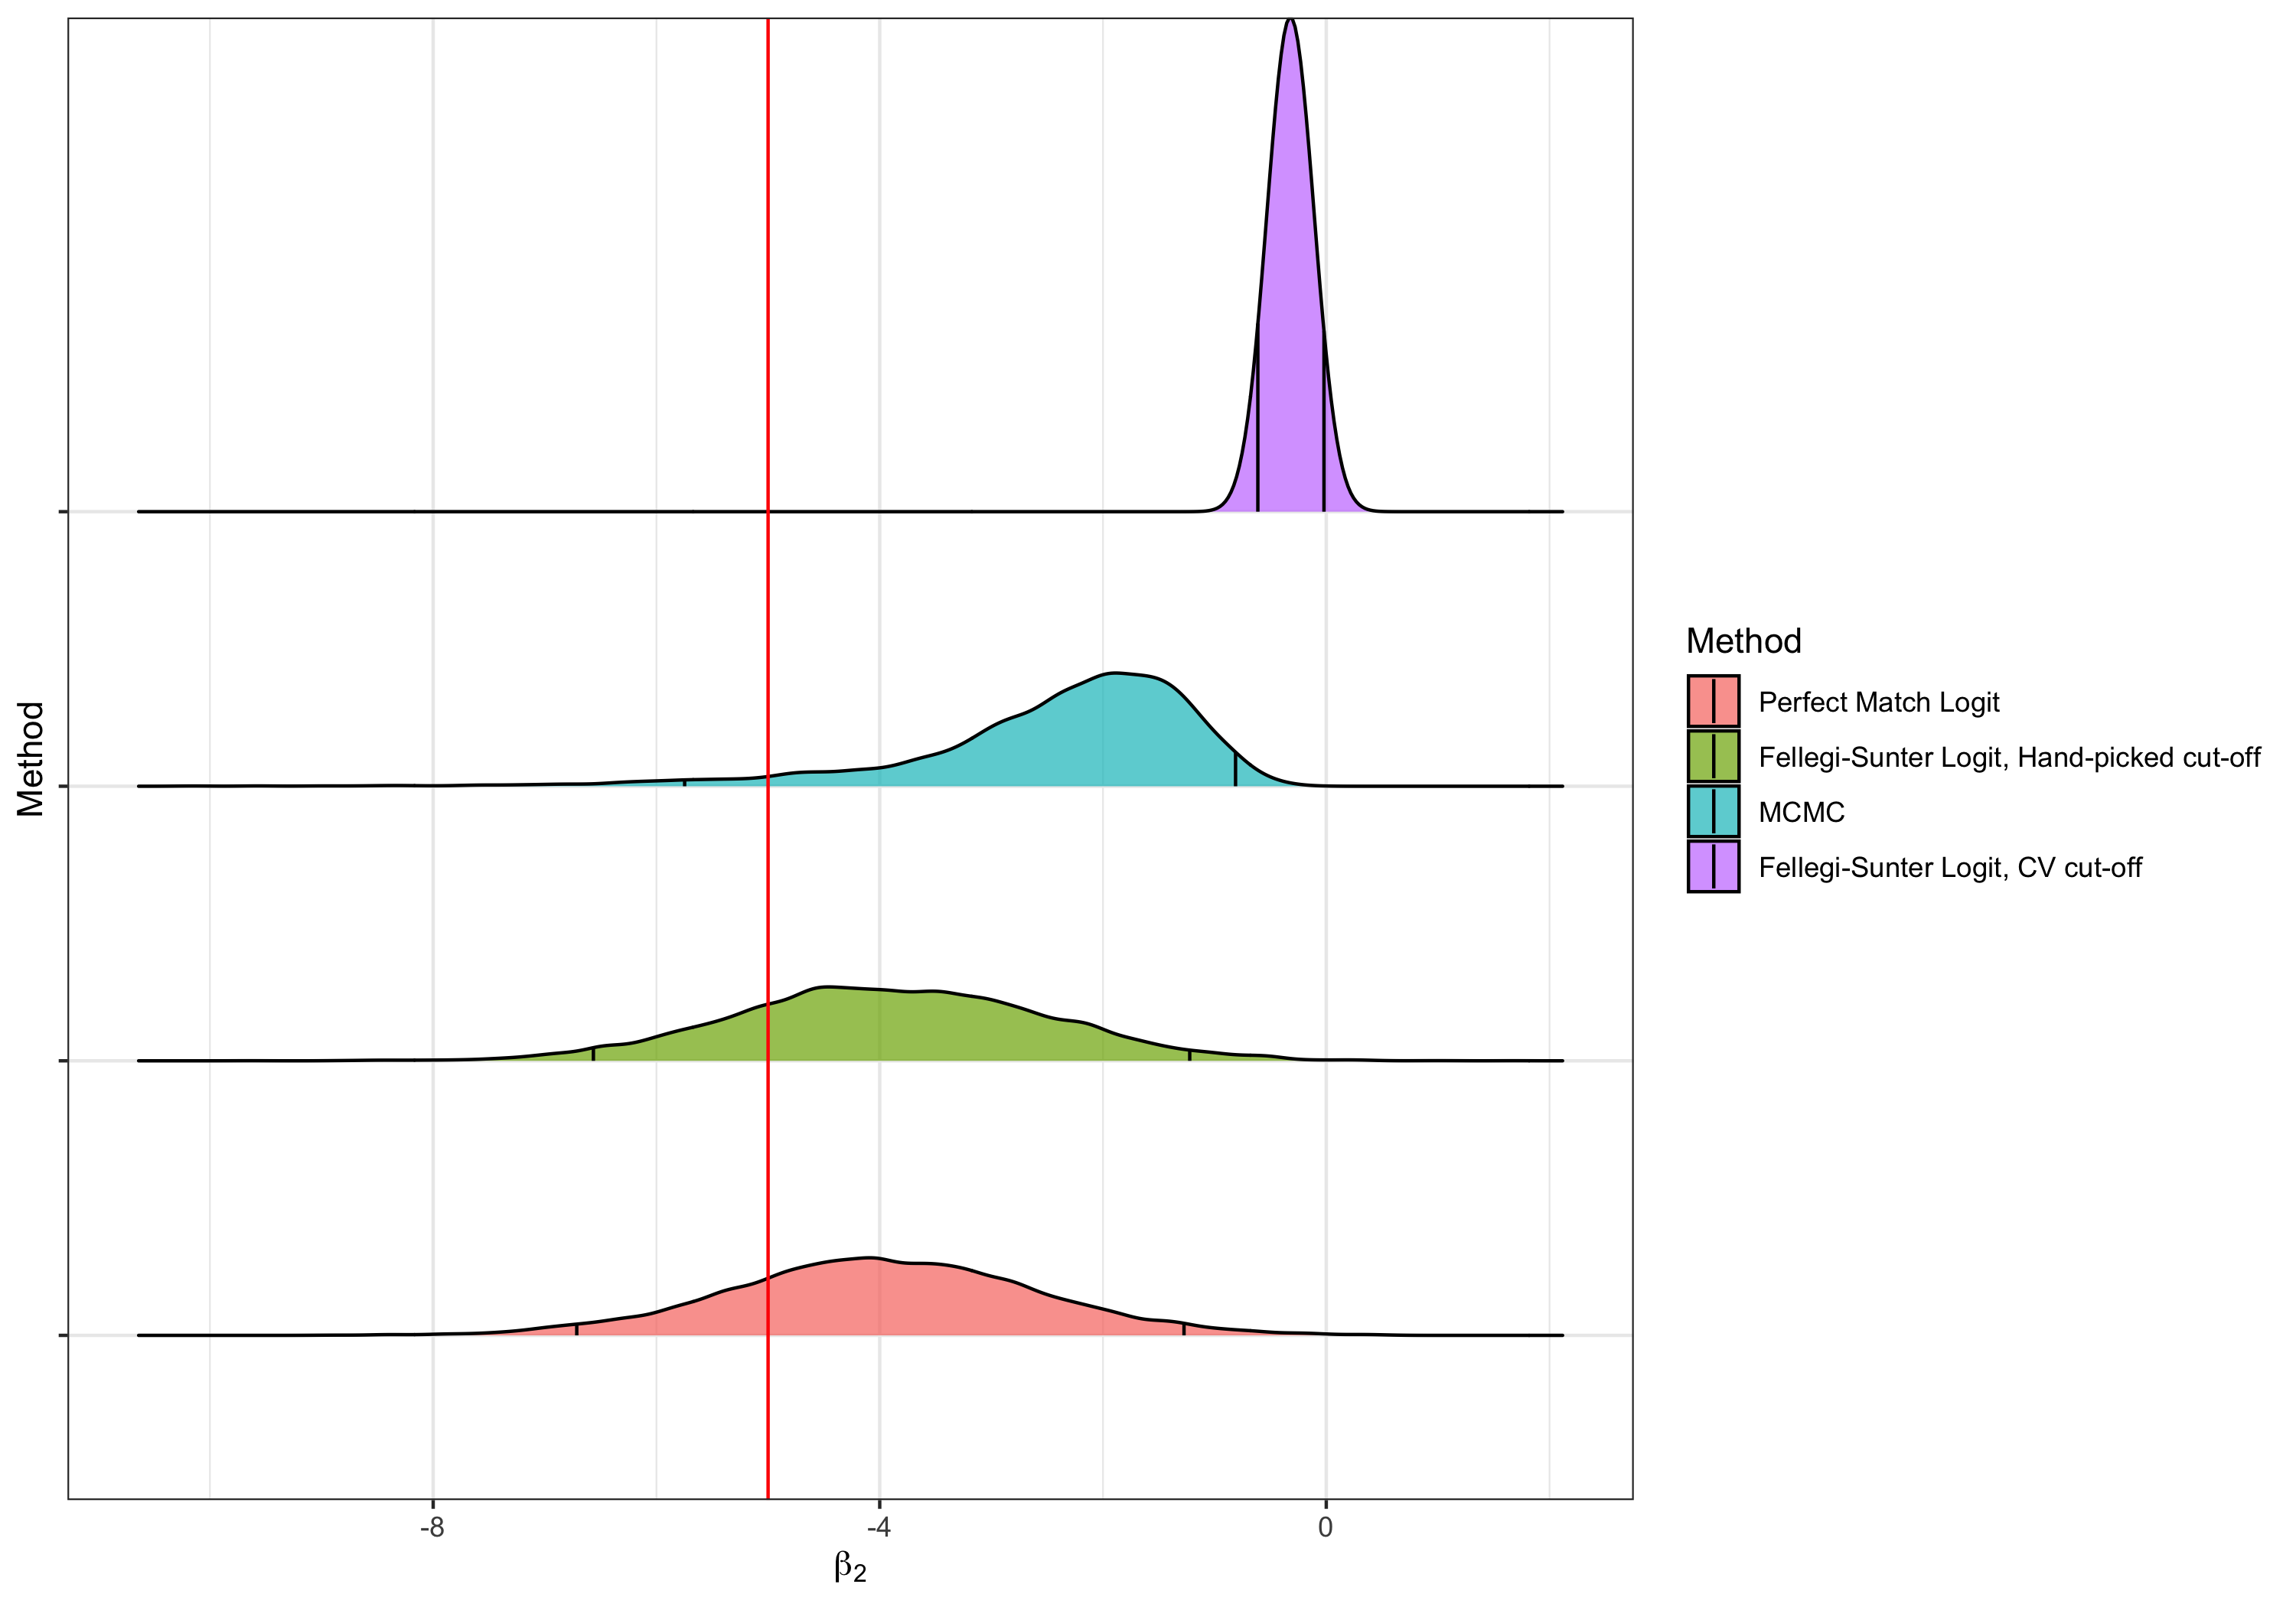 Method
-8
-4
0
β2
Method
Perfect Match Logit
Fellegi-Sunter Logit, Hand-picked cut-off
MCMC
Fellegi-Sunter Logit, CV cut-off